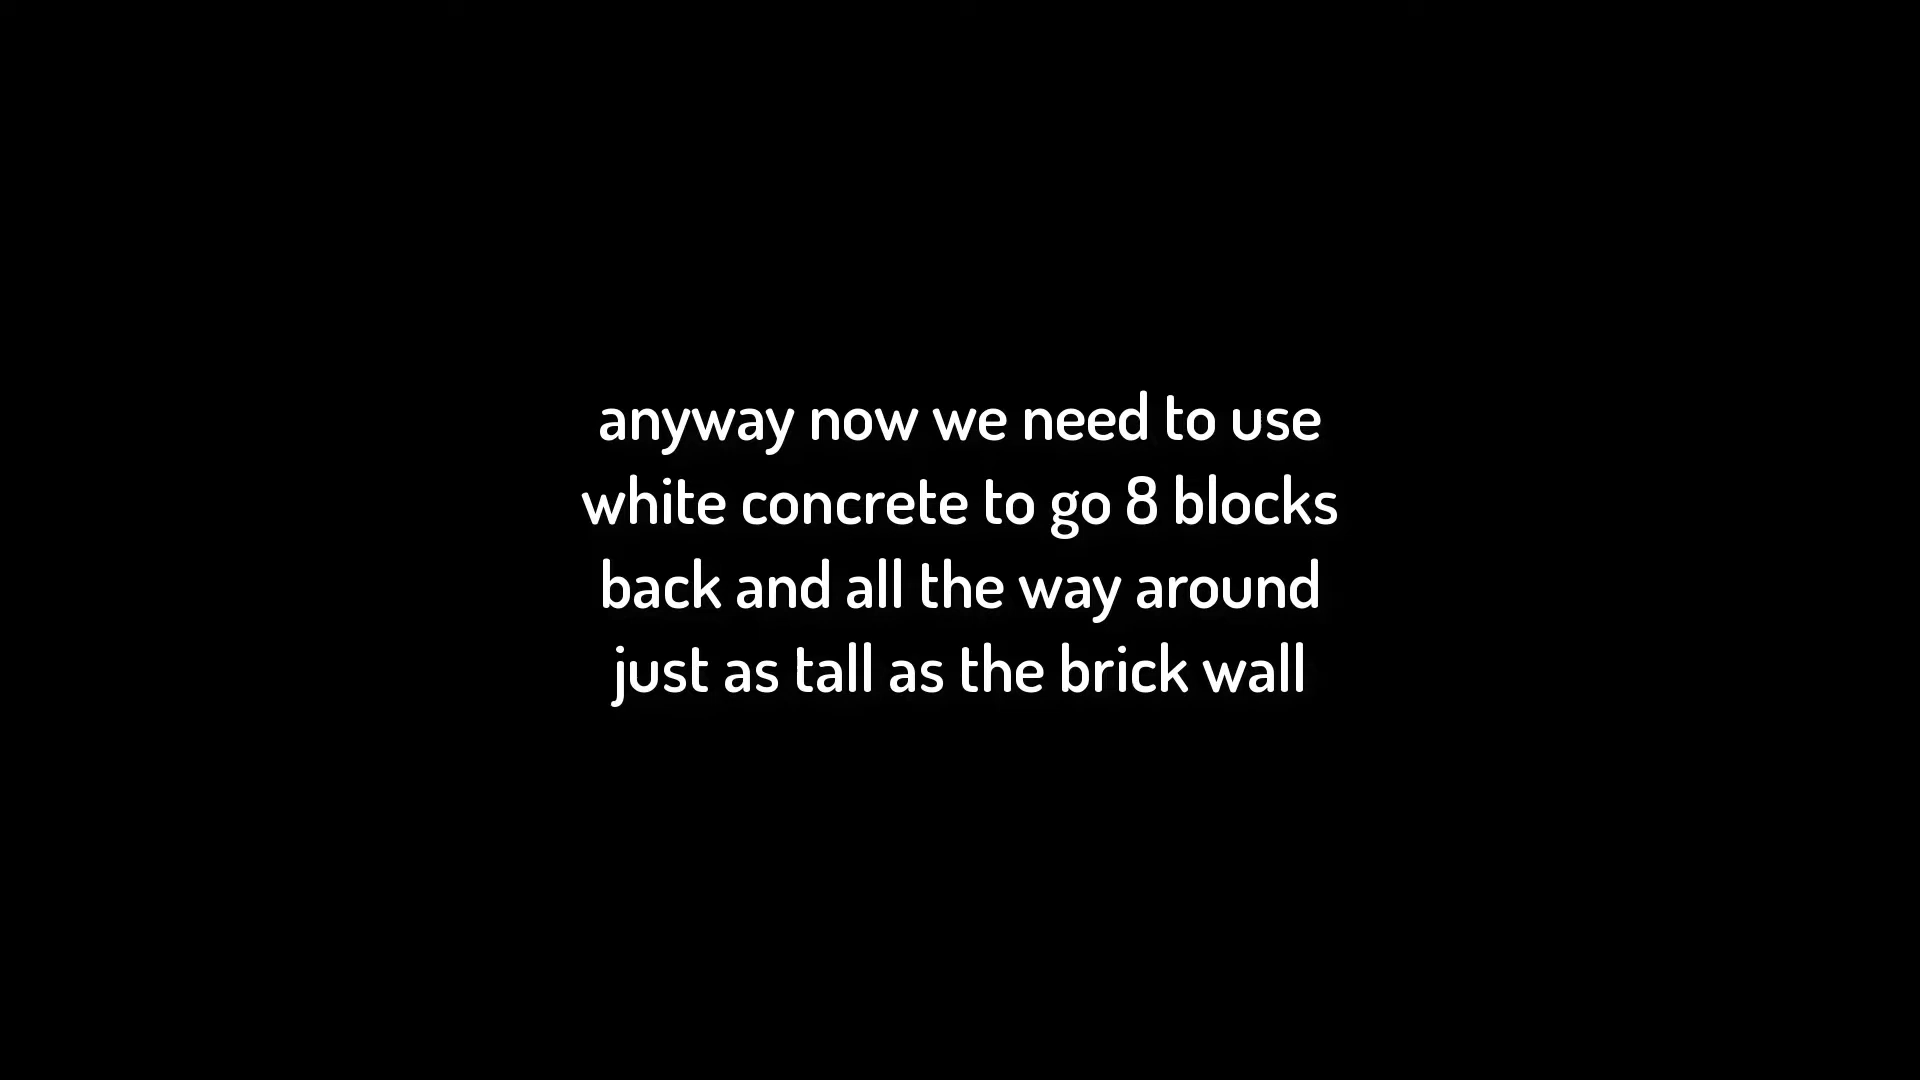 anyway now we need to use
white concrete to go 8 blocks
back and all the way around
just as tall as the brick wall